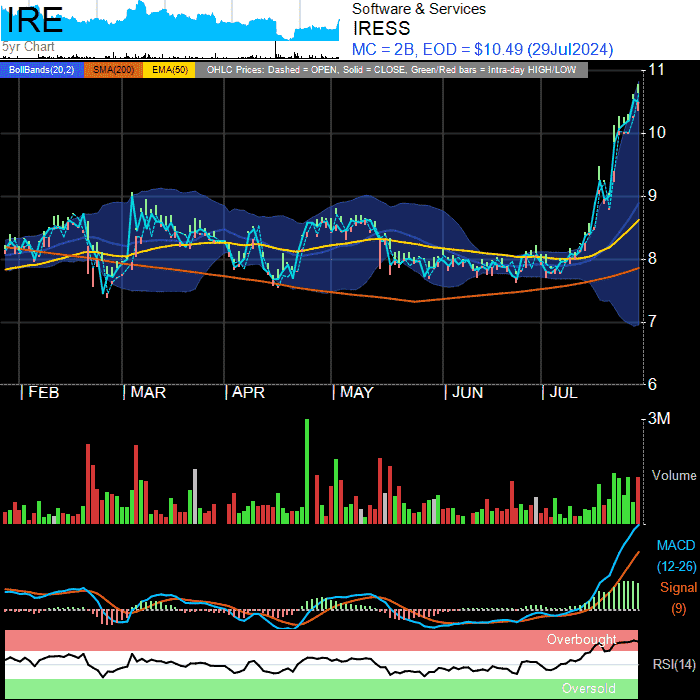 IRE
5yr Chart
Software & Services
IRESS
MC = 2B, EOD = $10.49 (29Jul2024)
BollBands(20,2) SMA(200) EMA(50) OHLC Prices: Dashed = OPEN, Solid = CLOSE, Green/Red bars = Intra-day HIGH/LOW
11
10
9
8
7
6
FEB MAR APR MAY JUN JUL
3M
Volume
MACD
(12-26)
Signal
(9)
Overbought
RSI(14)
Oversold